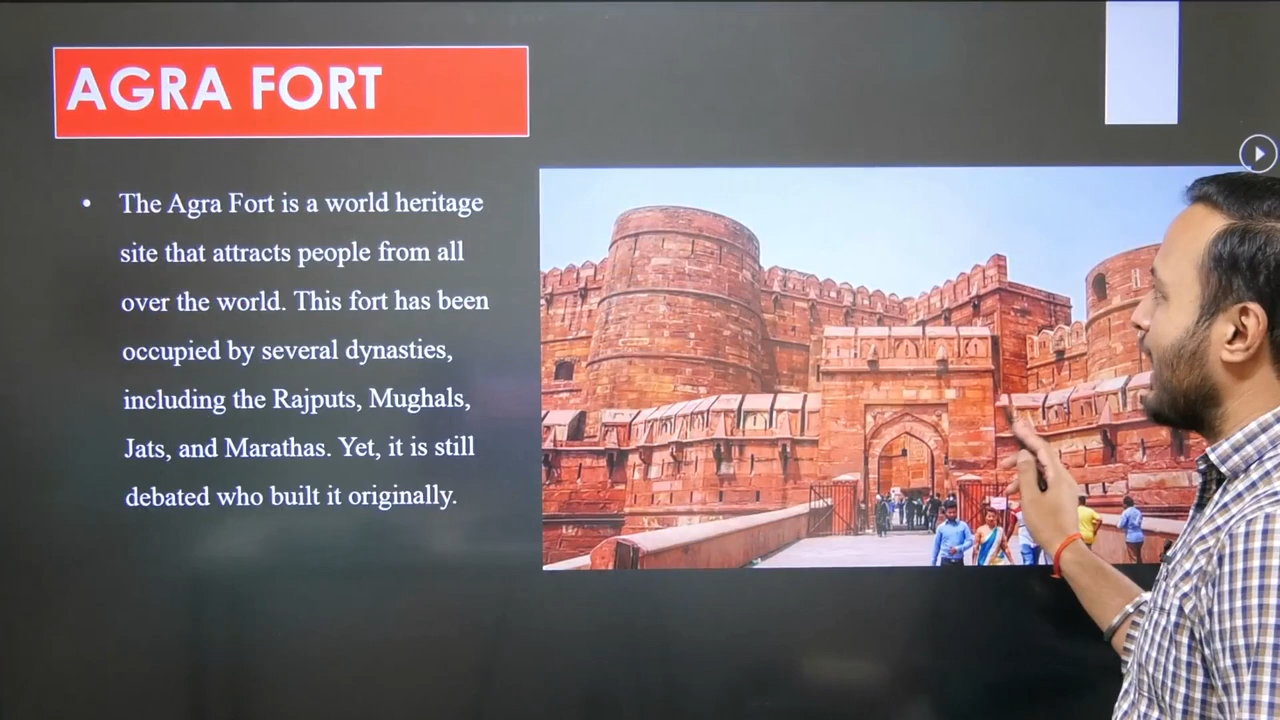 AGRA FORT
• The Agra Fort is a world heritage
site that attracts people from all
over the world. This fort has been
occupied by several dynasties,
including the Rajputs, Mughals,
Jats, and Marathas. Yet, it is still
debated who built it originally.